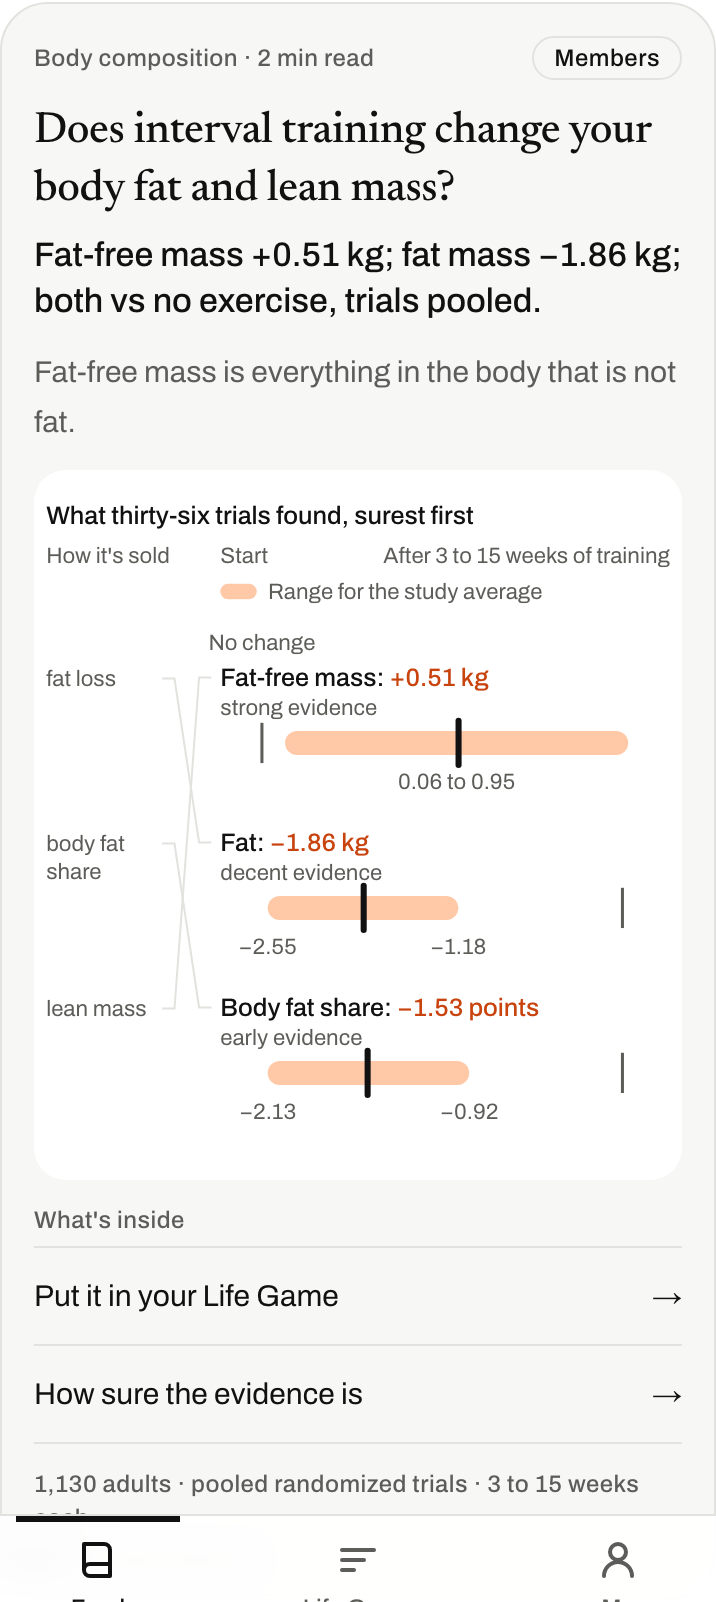 Body composition · 2 min read
Members
Does interval training change your
body fat and lean mass?
Fat-free mass +0.51 kg; fat mass −1.86 kg;
both vs no exercise, trials pooled.
Fat-free mass is everything in the body that is not
fat.
What thirty-six trials found, surest first
How it's sold
Start
After 3 to 15 weeks of training
Range for the study average
No change
fat loss
Fat-free mass: +0.51 kg
strong evidence
0.06 to 0.95
body fat
share
Fat: −1.86 kg
decent evidence
−2.55
−1.18
lean mass
Body fat share: −1.53 points
early evidence
−2.13
−0.92
What's inside
Put it in your Life Game
→
How sure the evidence is
→
1,130 adults · pooled randomized trials · 3 to 15 weeks